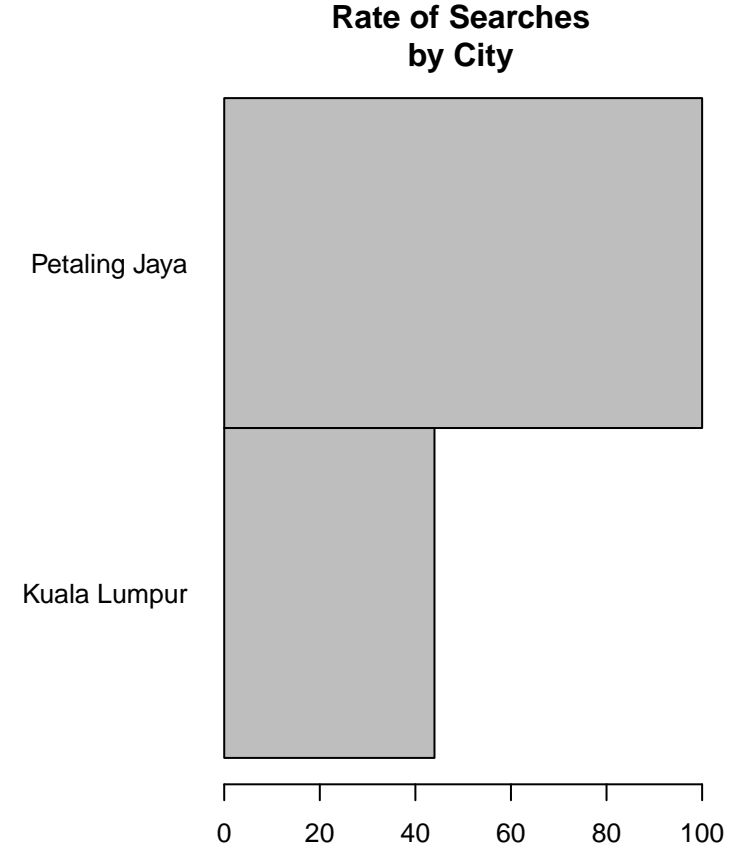 Rate of Searches
by City
Petaling Jaya
Kuala Lumpur
0 20 40 60 80 100